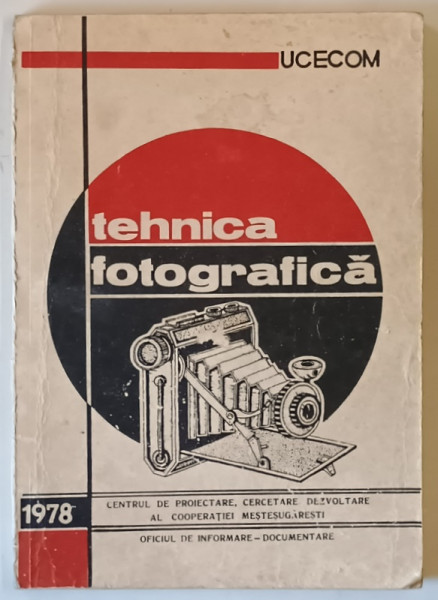 UCECOM
tehnica
fotografică
1978
CENTRUL DE PROIECTARE, CERCETARE DEZVOLTARE
AL COOPERAȚIEI MEȘTEȘUGĂREȘTI
OFICIUL DE INFORMARE – DOCUMENTARE